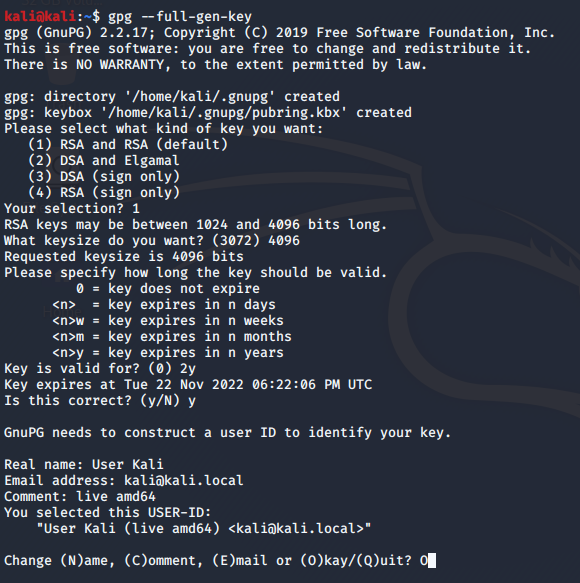 kali@kali:~$ gpg --full-gen-key
gpg (GnuPG) 2.2.17; Copyright (C) 2019 Free Software Foundation, Inc.
This is free software: you are free to change and redistribute it.
There is NO WARRANTY, to the extent permitted by law.

gpg: directory '/home/kali/.gnupg' created
gpg: keybox '/home/kali/.gnupg/pubring.kbx' created
Please select what kind of key you want:
   (1) RSA and RSA (default)
   (2) DSA and Elgamal
   (3) DSA (sign only)
   (4) RSA (sign only)
Your selection? 1
RSA keys may be between 1024 and 4096 bits long.
What keysize do you want? (3072) 4096
Requested keysize is 4096 bits
Please specify how long the key should be valid.
         0 = key does not expire
      <n>  = key expires in n days
      <n>w = key expires in n weeks
      <n>m = key expires in n months
      <n>y = key expires in n years
Key is valid for? (0) 2y
Key expires at Tue 22 Nov 2022 06:22:06 PM UTC
Is this correct? (y/N) y

GnuPG needs to construct a user ID to identify your key.

Real name: User Kali
Email address: kali@kali.local
Comment: live amd64
You selected this USER-ID:
    "User Kali (live amd64) <kali@kali.local>"

Change (N)ame, (C)omment, (E)mail or (O)kay/(Q)uit? O